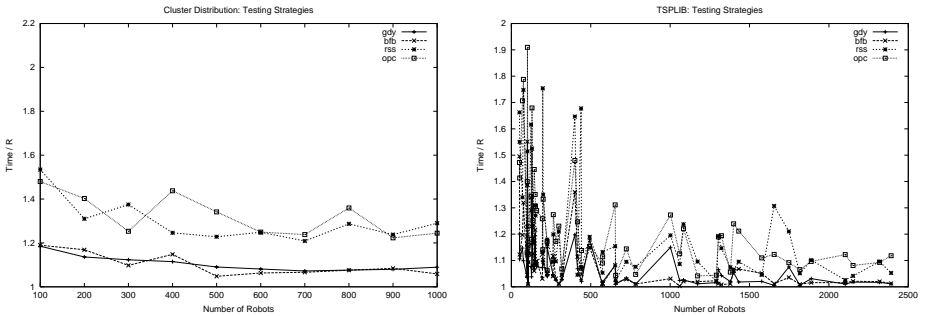 Cluster Distribution: Testing Strategies
2.2
2
1.8
1.6
1.4
1.2
1
Time / R
gdy
bfb
rss
opc
100 200 300 400 500 600 700 800 900 1000
Number of Robots
TSPLIB: Testing Strategies
2
1.9
1.8
1.7
1.6
1.5
1.4
1.3
1.2
1.1
1
Time / R
gdy
bfb
rss
opc
0 500 1000 1500 2000 2500
Number of Robots